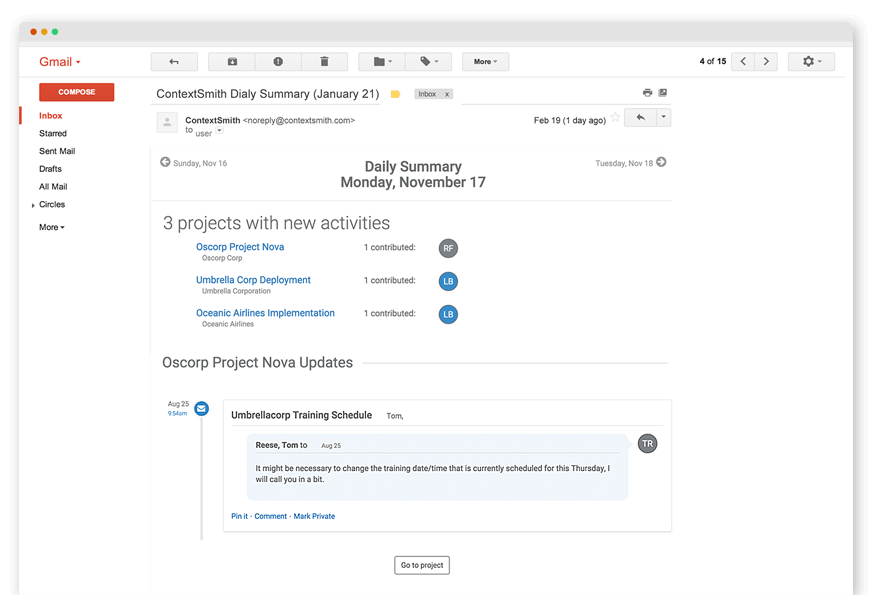 Gmail
More
4 of 15
COMPOSE
Inbox
Starred
Sent Mail
Drafts
All Mail
Circles
More
ContextSmith Dialy Summary (January 21)
Inbox x
ContextSmith <noreply@contextsmith.com>
to user
Feb 19 (1 day ago)
Sunday, Nov 16
Daily Summary
Monday, November 17
Tuesday, Nov 18
3 projects with new activities
Oscorp Project Nova 1 contributed: RF
Oscorp Corp
Umbrella Corp Deployment 1 contributed: LB
Umbrella Corporation
Oceanic Airlines Implementation 1 contributed: LB
Oceanic Airlines
Oscorp Project Nova Updates
Aug 25
9:54am
Umbrellacorp Training Schedule Tom,
Reese, Tom to Aug 25
TR
It might be necessary to change the training date/time that is currently scheduled for this Thursday, I
will call you in a bit.
Pin it - Comment - Mark Private
Go to project